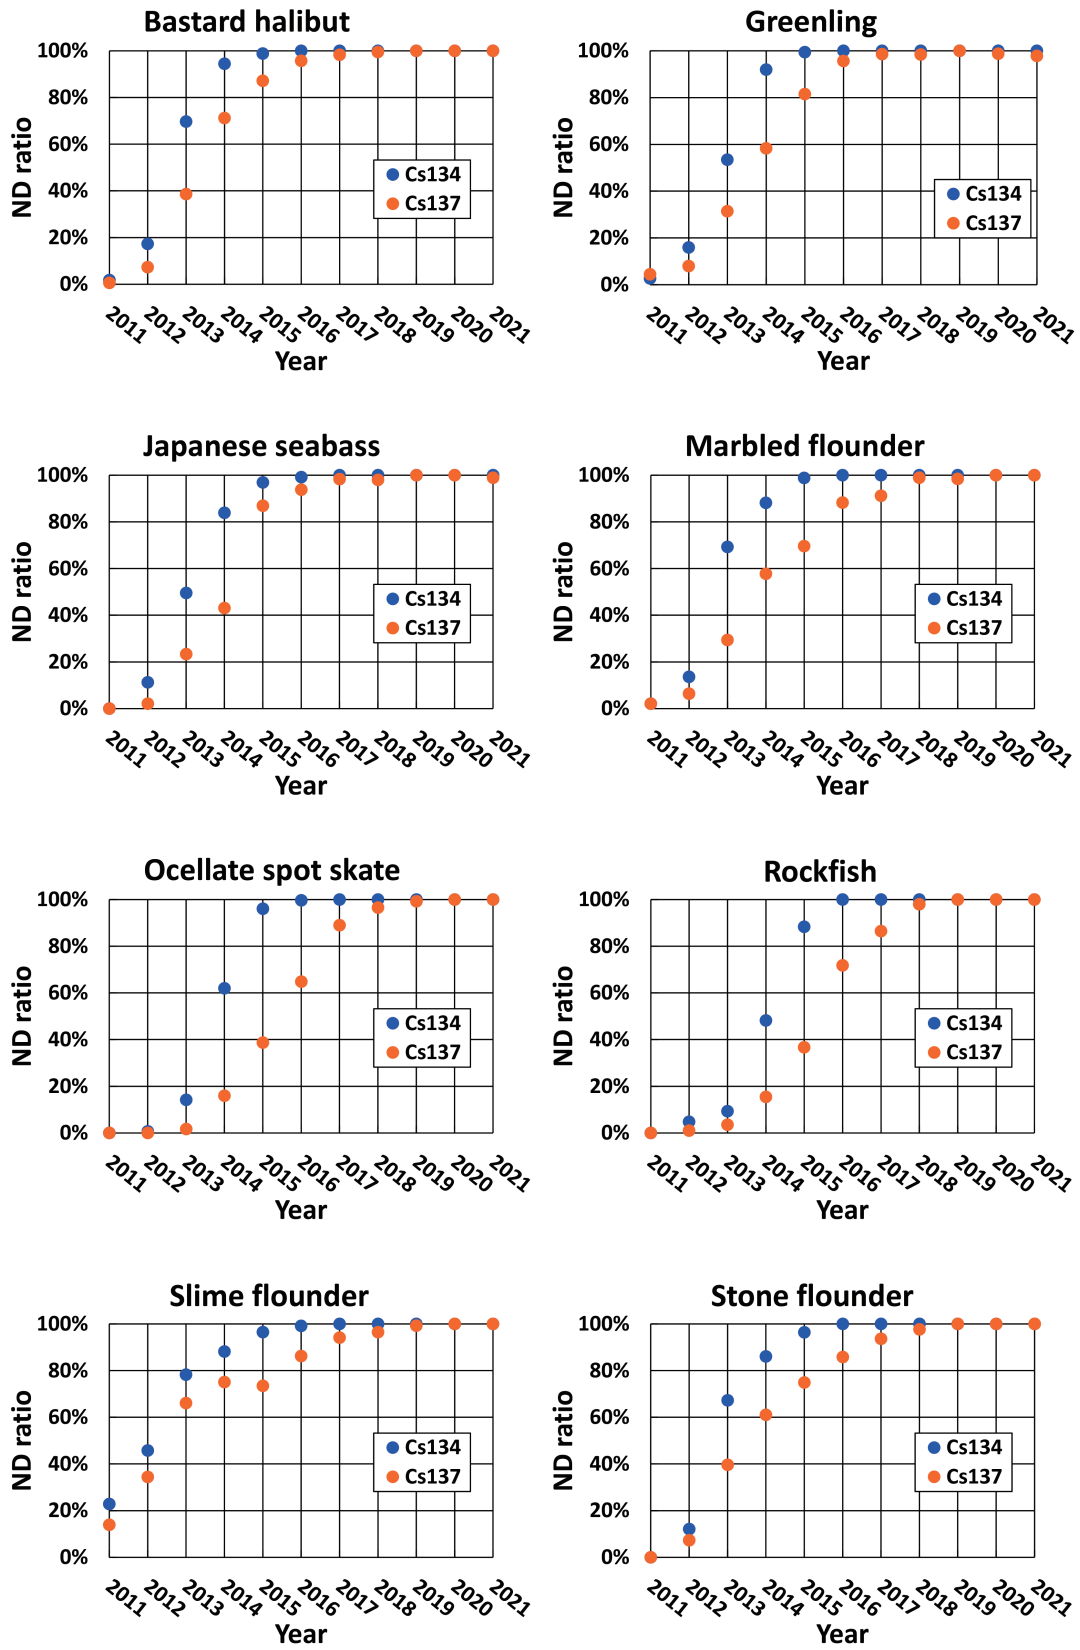 Bastard halibut
100%
80%
60%
40%
20%
0%
ND ratio
Cs134
Cs137
2011 2012 2013 2014 2015 2016 2017 2018 2019 2020 2021
Year
Greenling
100%
80%
60%
40%
20%
0%
ND ratio
Cs134
Cs137
2011 2012 2013 2014 2015 2016 2017 2018 2019 2020 2021
Year
Japanese seabass
100%
80%
60%
40%
20%
0%
ND ratio
Cs134
Cs137
2011 2012 2013 2014 2015 2016 2017 2018 2019 2020 2021
Year
Marbled flounder
100%
80%
60%
40%
20%
0%
ND ratio
Cs134
Cs137
2011 2012 2013 2014 2015 2016 2017 2018 2019 2020 2021
Year
Ocellate spot skate
100%
80%
60%
40%
20%
0%
ND ratio
Cs134
Cs137
2011 2012 2013 2014 2015 2016 2017 2018 2019 2020 2021
Year
Rockfish
100%
80%
60%
40%
20%
0%
ND ratio
Cs134
Cs137
2011 2012 2013 2014 2015 2016 2017 2018 2019 2020 2021
Year
Slime flounder
100%
80%
60%
40%
20%
0%
ND ratio
Cs134
Cs137
2011 2012 2013 2014 2015 2016 2017 2018 2019 2020 2021
Year
Stone flounder
100%
80%
60%
40%
20%
0%
ND ratio
Cs134
Cs137
2011 2012 2013 2014 2015 2016 2017 2018 2019 2020 2021
Year